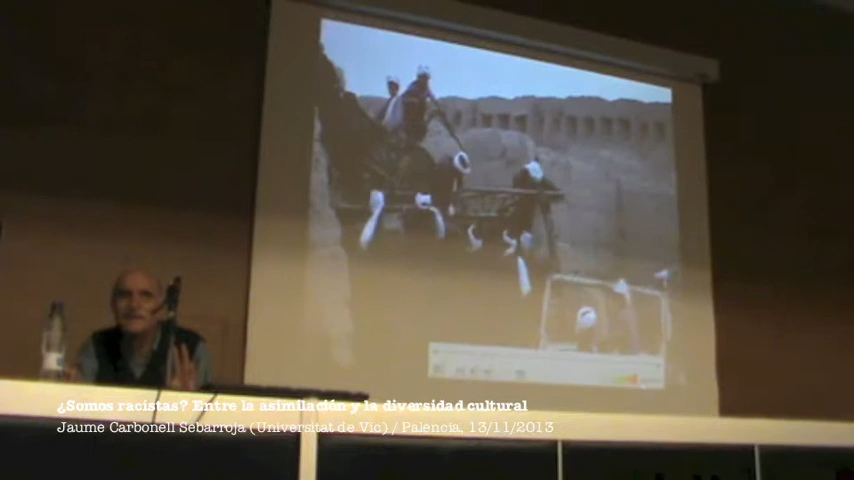 ¿Somos racistas? Entre la asimilación y la diversidad cultural
Jaume Carbonell Sebarroja (Universitat de Vic) / Palencia, 13/11/2013